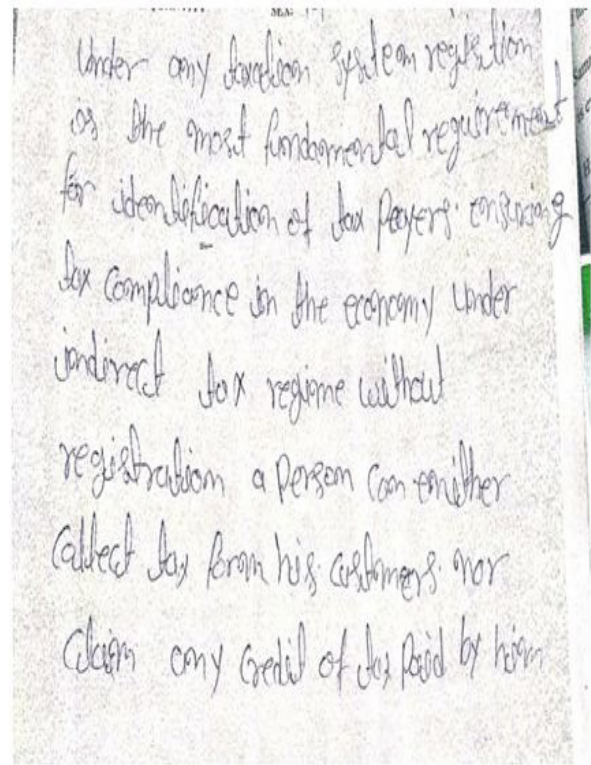 Under any taxation system regisition
is the most fundamental requirement
for identification of tax payers ensuring
tax compliance in the economy under
indirect tax regime without
registration a person can neither
collect tax from his customers nor
claim any credit of tax paid by him